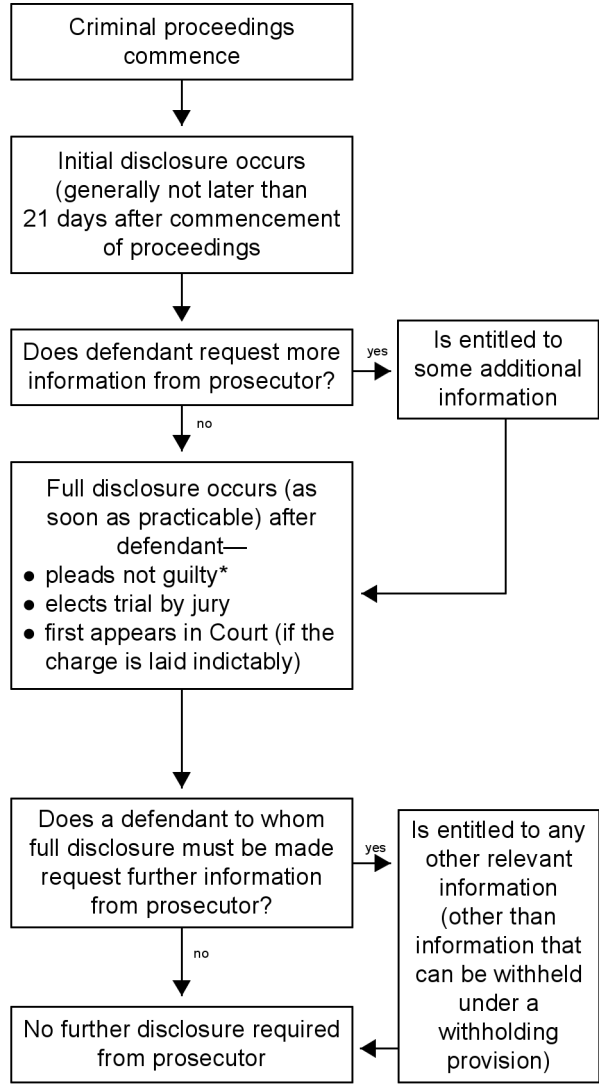 Criminal proceedings
commence
Initial disclosure occurs
(generally not later than
21 days after commencement
of proceedings
Does defendant request more
information from prosecutor?
yes
Is entitled to
some additional
information
no
Full disclosure occurs (as
soon as practicable) after
defendant—
● pleads not guilty*
● elects trial by jury
● first appears in Court (if the
charge is laid indictably)
Does a defendant to whom
full disclosure must be made
request further information
from prosecutor?
yes
Is entitled to any
other relevant
information
(other than
information that
can be withheld
under a
withholding
provision)
no
No further disclosure required
from prosecutor